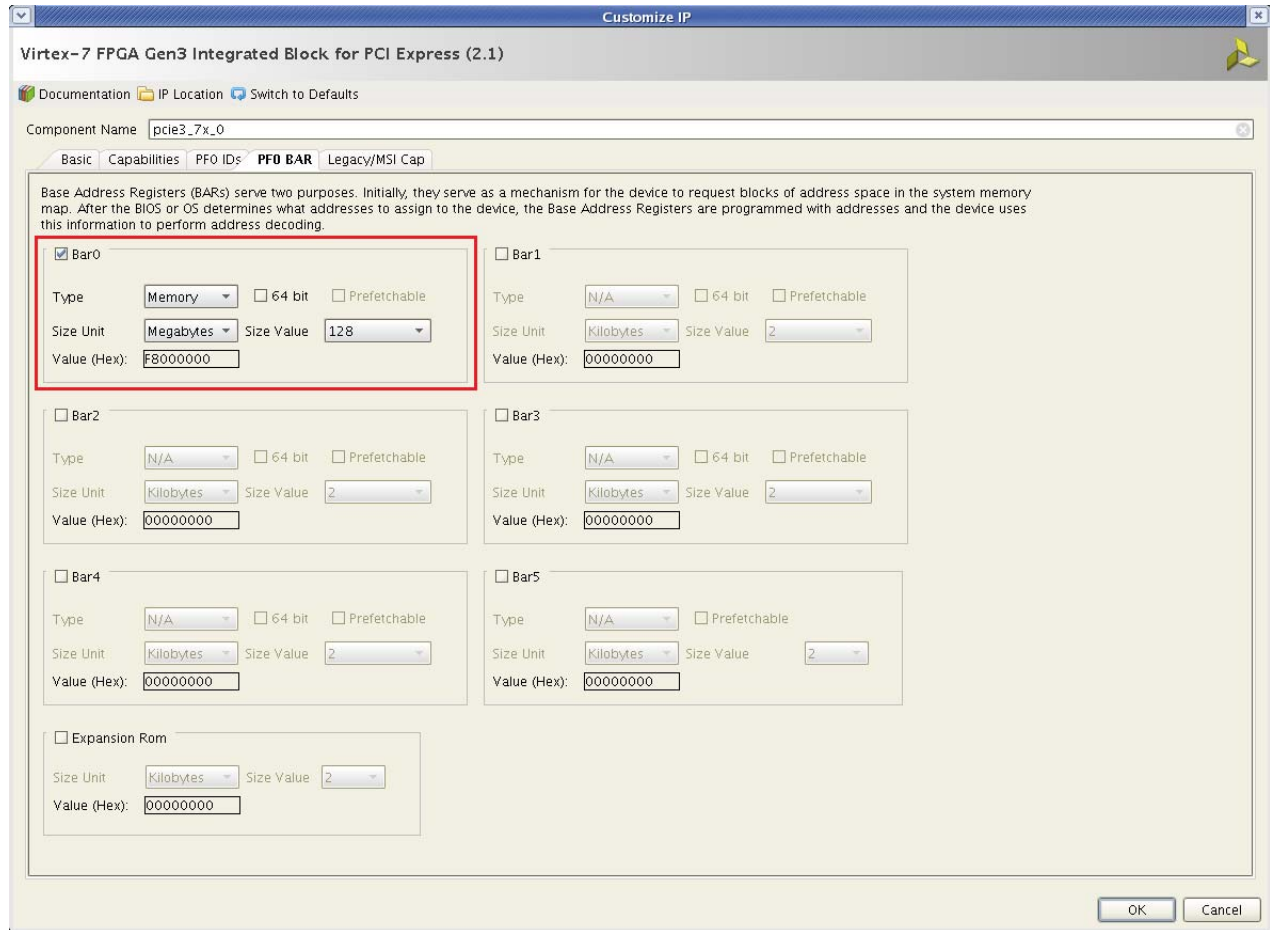 Customize IP
Virtex-7 FPGA Gen3 Integrated Block for PCI Express (2.1)
Documentation IP Location Switch to Defaults
Component Name pcie3_7x_0
Basic Capabilities PF0 IDs PF0 BAR Legacy/MSI Cap
Base Address Registers (BARs) serve two purposes. Initially, they serve as a mechanism for the device to request blocks of address space in the system memory
map. After the BIOS or OS determines what addresses to assign to the device, the Base Address Registers are programmed with addresses and the device uses
this information to perform address decoding.
Bar0
Type Memory 64 bit Prefetchable
Size Unit Megabytes Size Value 128
Value (Hex): F8000000
Bar1
Type N/A 64 bit Prefetchable
Size Unit Kilobytes Size Value 2
Value (Hex): 00000000
Bar2
Type N/A 64 bit Prefetchable
Size Unit Kilobytes Size Value 2
Value (Hex): 00000000
Bar3
Type N/A 64 bit Prefetchable
Size Unit Kilobytes Size Value 2
Value (Hex): 00000000
Bar4
Type N/A 64 bit Prefetchable
Size Unit Kilobytes Size Value 2
Value (Hex): 00000000
Bar5
Type N/A Prefetchable
Size Unit Kilobytes Size Value 2
Value (Hex): 00000000
Expansion Rom
Size Unit Kilobytes Size Value 2
Value (Hex): 00000000
OK Cancel